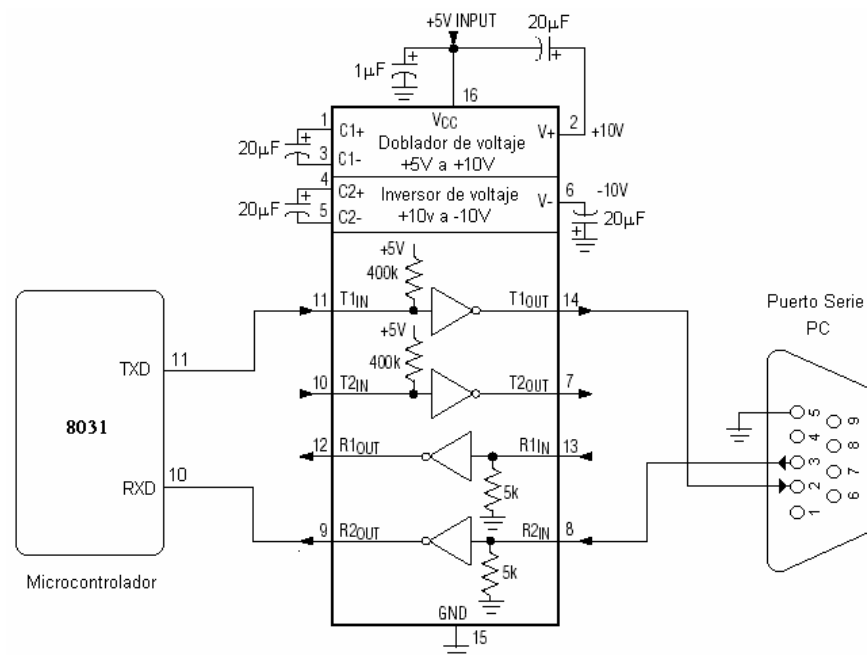 +5V INPUT
20µF
+
1µF
+
16
VCC
1
C1+
Doblador de voltaje
V+
2
+10V
20µF
+
3
C1-
+5V a +10V
4
C2+
Inversor de voltaje
6
-10V
20µF
+
5
C2-
+10v a -10V
V-
20µF
+
+5V
400k
11
T1IN
T1OUT
14
Puerto Serie
PC
+5V
TXD
11
400k
10
T2IN
T2OUT
7
8031
12
R1OUT
R1IN
13
5
9
4
8
3
7
2
6
1
RXD
10
5k
9
R2OUT
R2IN
8
5k
Microcontrolador
GND
15